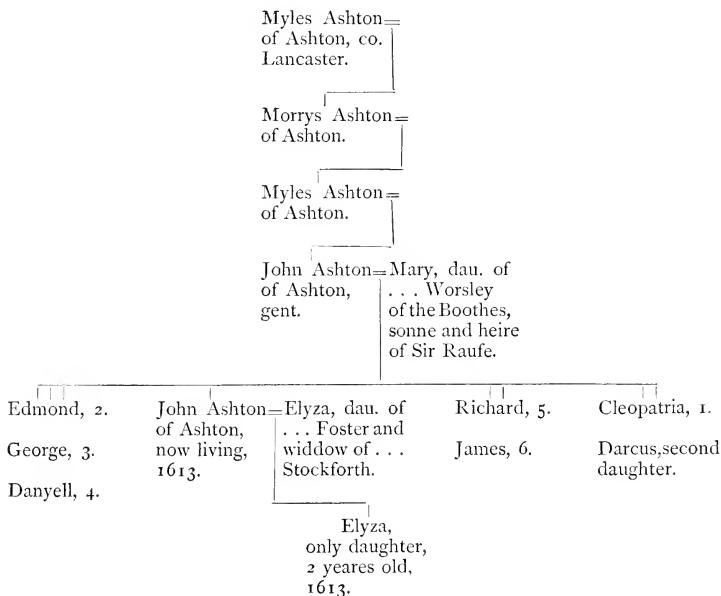 Myles Ashton=
of Ashton, co.
Lancaster.
Morrys Ashton=
of Ashton.
Myles Ashton=
of Ashton.
John Ashton=Mary, dau. of
of Ashton,
gent.
. . . Worsley
of the Boothes,
sonne and heire
of Sir Raufe.
Edmond, 2.
George, 3.
Danyell, 4.
John Ashton=Elyza, dau. of
of Ashton,
now living,
1613.
. . . Foster and
widdow of . . .
Stockforth.
Richard, 5.
James, 6.
Cleopatria, 1.
Darcus, second
daughter.
Elyza,
only daughter,
2 yeares old,
1613.